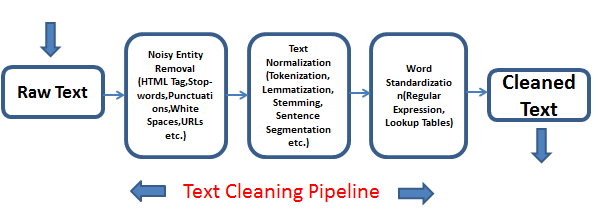 Raw Text
Noisy Entity
Removal
(HTML Tag,Stop-
words,Punctuati
ons,White
Spaces,URLs
etc.)
Text
Normalization
(Tokenization,
Lemmatization,
Stemming,
Sentence
Segmentation
etc.)
Word
Standardizatio
n(Regular
Expression,
Lookup Tables)
Cleaned
Text
Text Cleaning Pipeline